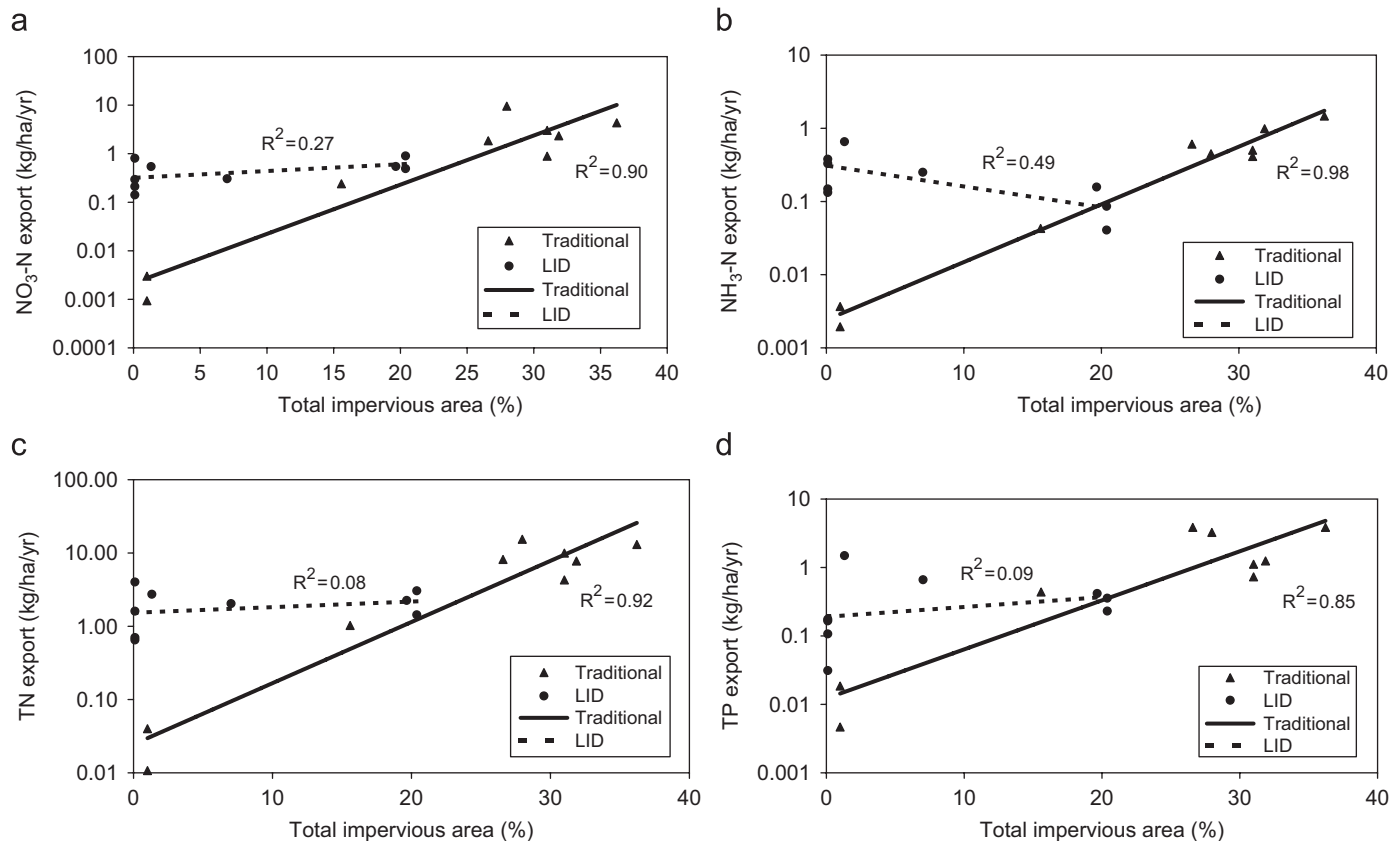 a
NO3-N export (kg/ha/yr)
100
10
1
0.1
0.01
0.001
0.0001
R2=0.27
R2=0.90
Traditional
LID
Traditional
LID
0 5 10 15 20 25 30 35 40
Total impervious area (%)
b
NH3-N export (kg/ha/yr)
10
1
0.1
0.01
0.001
R2=0.49
R2=0.98
Traditional
LID
Traditional
LID
0 10 20 30 40
Total impervious area (%)
c
TN export (kg/ha/yr)
100.00
10.00
1.00
0.10
0.01
R2=0.08
R2=0.92
Traditional
LID
Traditional
LID
0 10 20 30 40
Total impervious area (%)
d
TP export (kg/ha/yr)
10
1
0.1
0.01
0.001
R2=0.09
R2=0.85
Traditional
LID
Traditional
LID
0 10 20 30 40
Total impervious area (%)